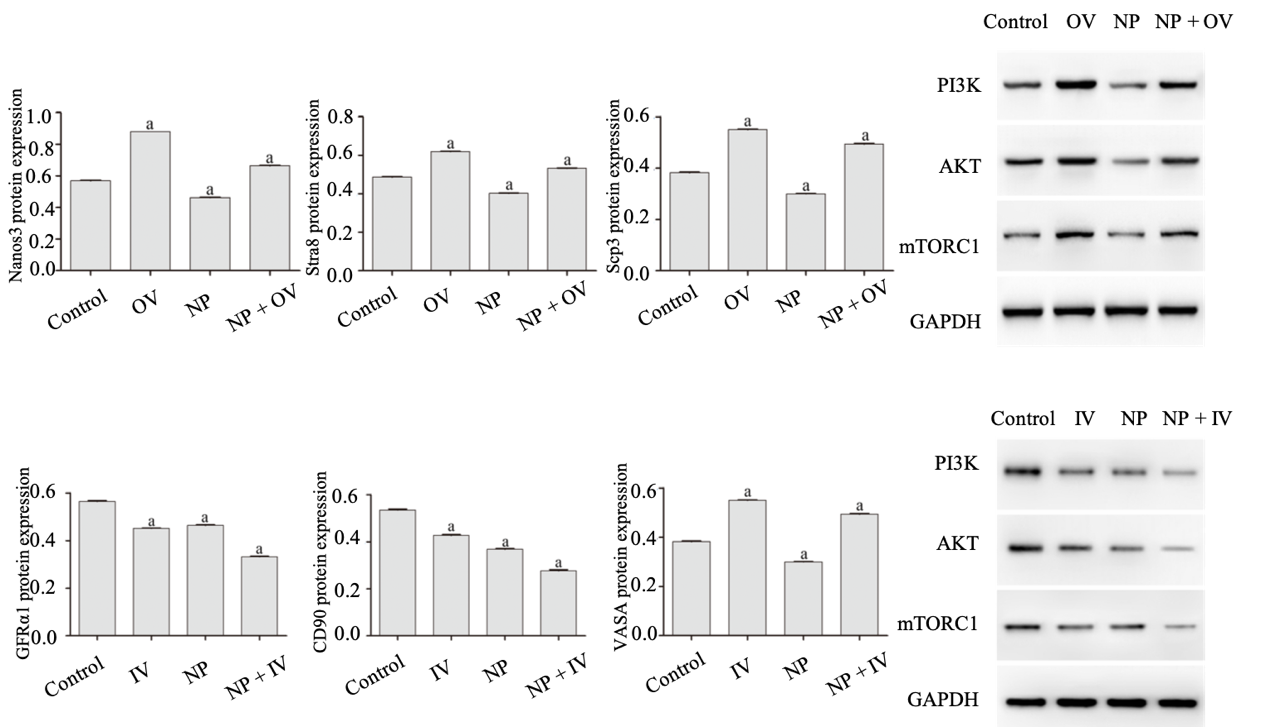 Control OV NP NP + OV
PI3K
AKT
mTORC1
GAPDH
Nanos3 protein expression
1.0
0.8
0.6
0.4
0.2
0.0
a
a
a
Control
OV
NP
NP + OV
Stra8 protein expression
0.8
0.6
0.4
0.2
0.0
a
a
a
Control
OV
NP
NP + OV
Scp3 protein expression
0.6
0.4
0.2
0.0
a
a
a
Control
OV
NP
NP + OV
Control IV NP NP + IV
PI3K
AKT
mTORC1
GAPDH
GFRα1 protein expression
0.6
0.4
0.2
0.0
a
a
a
Control
IV
NP
NP + IV
CD90 protein expression
0.6
0.4
0.2
0.0
a
a
a
Control
IV
NP
NP + IV
VASA protein expression
0.6
0.4
0.2
0.0
a
a
a
Control
IV
NP
NP + IV